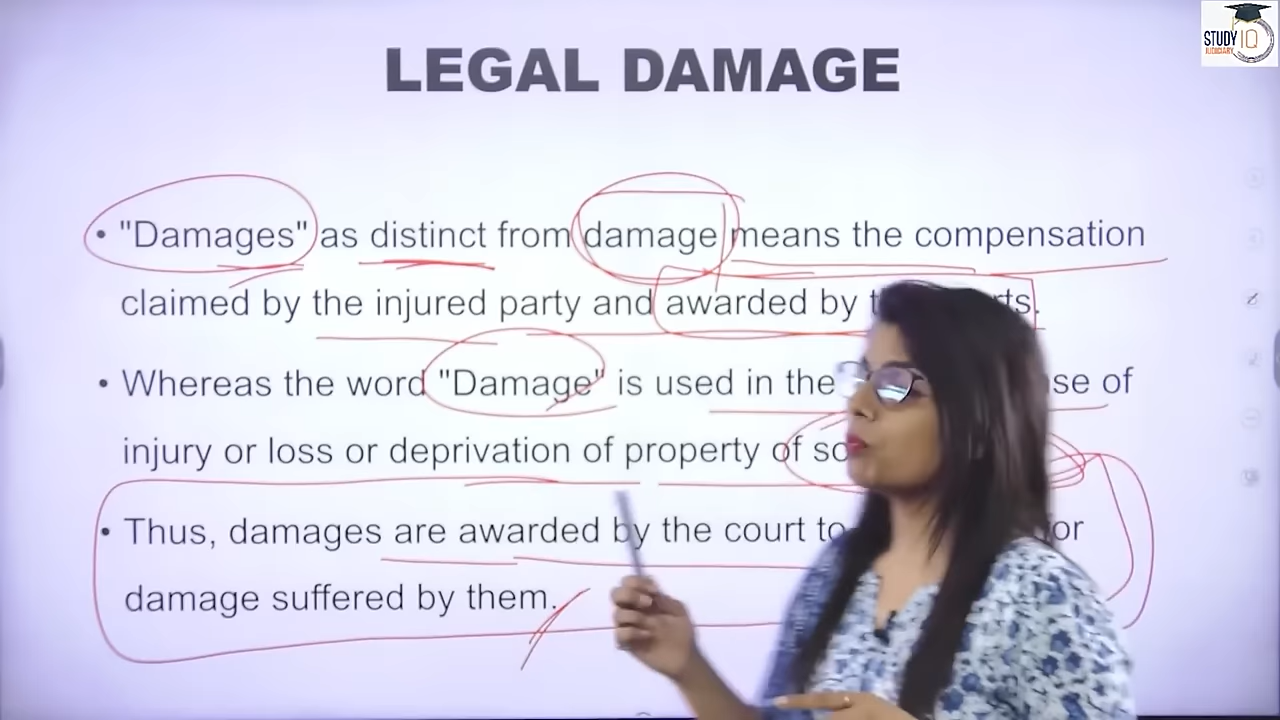 STUDY IQ
JUDICIARY
LEGAL DAMAGE
• "Damages" as distinct from damage means the compensation
claimed by the injured party and awarded by
• Whereas the word "Damage" is used in the of
injury or loss or deprivation of property of
• Thus, damages are awarded by the court to
damage suffered by them.